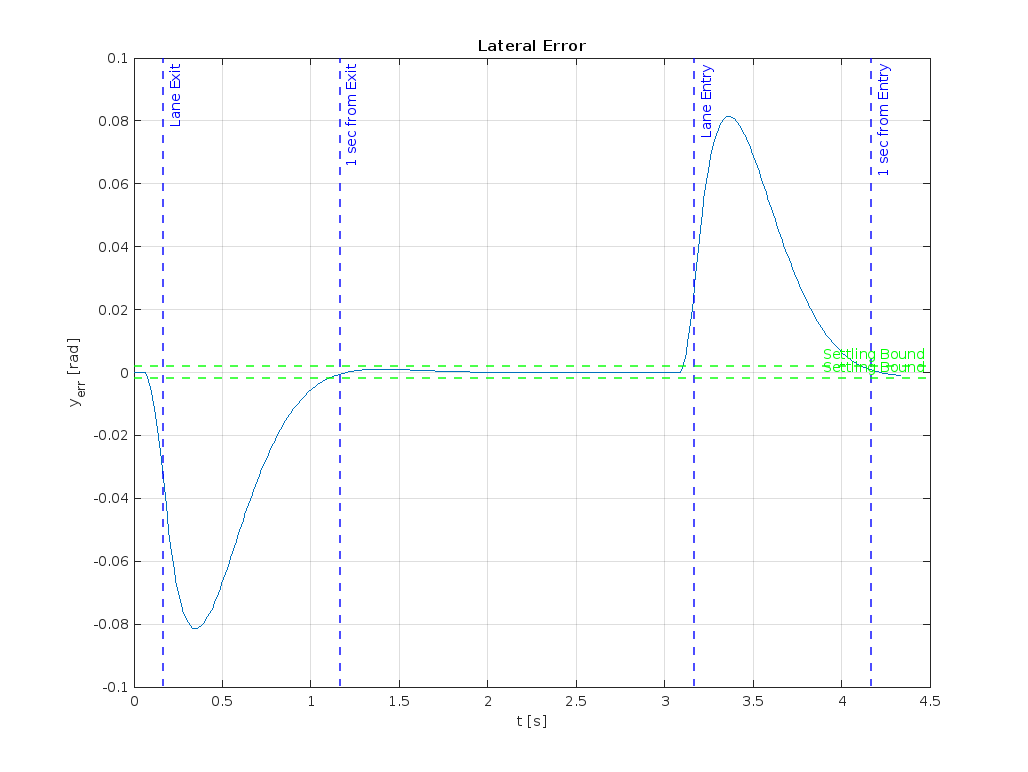 Lateral Error
0.1
0.08
0.06
0.04
0.02
0
-0.02
-0.04
-0.06
-0.08
-0.1
y_err [rad]
Lane Exit
1 sec from Exit
Lane Entry
1 sec from Entry
Settling Bound
Settling Bound
0 0.5 1 1.5 2 2.5 3 3.5 4 4.5
t [s]